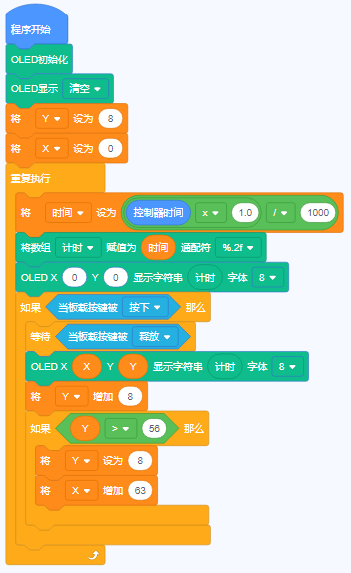 程序开始
OLED初始化
OLED显示 清空
将 Y 设为 8
将 X 设为 0
重复执行
将 时间 设为 控制器时间 x 1.0 / 1000
将数组 计时 赋值为 时间 适配符 %.2f
OLED X 0 Y 0 显示字符串 计时 字体 8
如果 当板载按键被 按下 那么
等待 当板载按键被 释放
OLED X X Y Y 显示字符串 计时 字体 8
将 Y 增加 8
如果 Y > 56 那么
将 Y 设为 8
将 X 增加 63